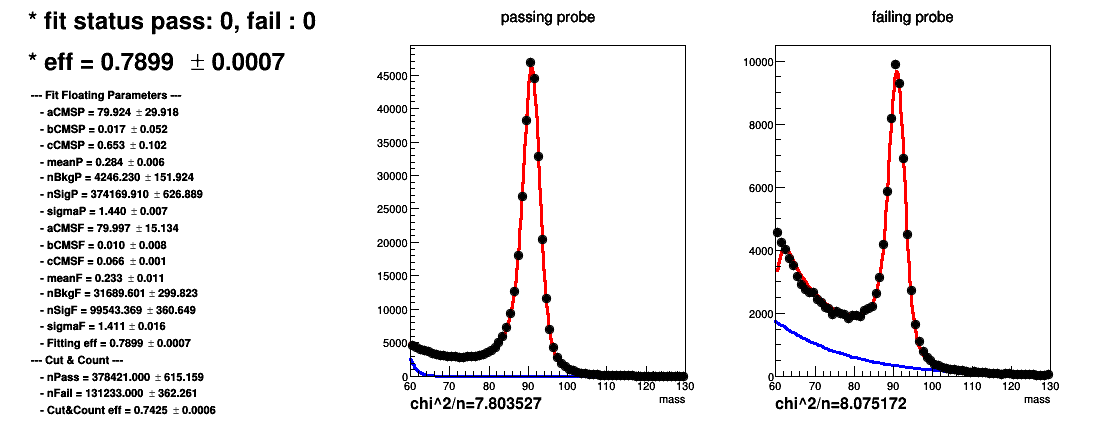 * fit status pass: 0, fail : 0
* eff = 0.7899 ± 0.0007
--- Fit Floating Parameters ---
- aCMSP = 79.924 ± 29.918
- bCMSP = 0.017 ± 0.052
- cCMSP = 0.653 ± 0.102
- meanP = 0.284 ± 0.006
- nBkgP = 4246.230 ± 151.924
- nSigP = 374169.910 ± 626.889
- sigmaP = 1.440 ± 0.007
- aCMSF = 79.997 ± 15.134
- bCMSF = 0.010 ± 0.008
- cCMSF = 0.066 ± 0.001
- meanF = 0.233 ± 0.011
- nBkgF = 31689.601 ± 299.823
- nSigF = 99543.369 ± 360.649
- sigmaF = 1.411 ± 0.016
- Fitting eff = 0.7899 ± 0.0007
--- Cut & Count ---
- nPass = 378421.000 ± 615.159
- nFail = 131233.000 ± 362.261
- Cut&Count eff = 0.7425 ± 0.0006
passing probe
45000
40000
35000
30000
25000
20000
15000
10000
5000
0
60 70 80 90 100 110 120 130
mass
chi^2/n=7.803527
failing probe
10000
8000
6000
4000
2000
0
60 70 80 90 100 110 120 130
mass
chi^2/n=8.075172